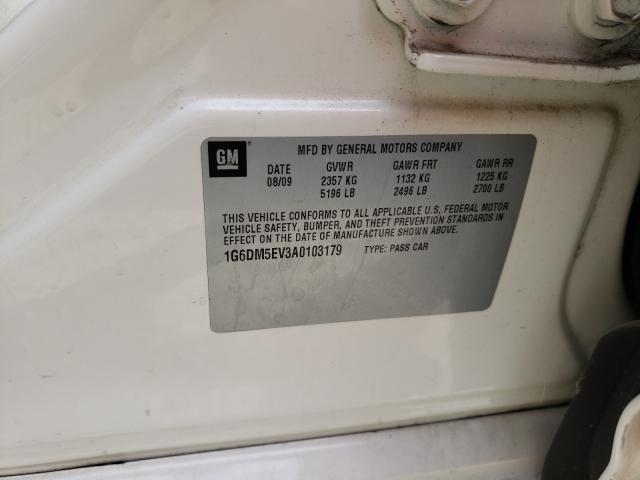 GM
MFD BY GENERAL MOTORS COMPANY
DATE GVWR GAWR FRT GAWR RR
08/09 2357 KG 1132 KG 1225 KG
5196 LB 2496 LB 2700 LB
THIS VEHICLE CONFORMS TO ALL APPLICABLE U.S, FEDERAL MOTOR
VEHICLE SAFETY, BUMPER, AND THEFT PREVENTION STANDARDS IN
EFFECT ON THE DATE OF MANUFACTURE SHOWN ABOVE.
1G6DM5EV3A0103179 TYPE: PASS CAR